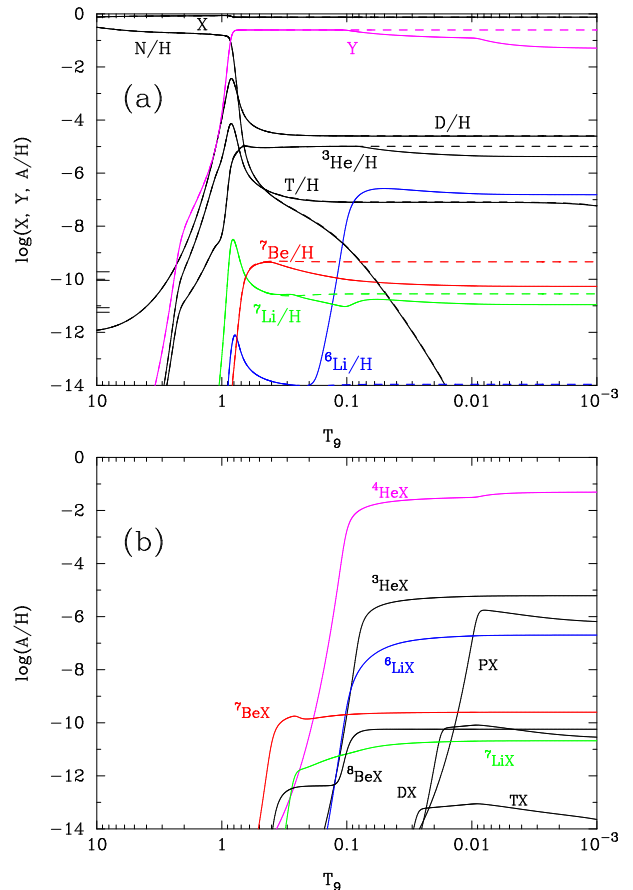 0
−2
−4
−6
−8
−10
−12
−14
log(X, Y, A/H)
X
N/H
Y
(a)
D/H
³He/H
T/H
⁷Be/H
⁷Li/H
⁶Li/H
10
1
0.1
0.01
10⁻³
T₉
0
−2
−4
−6
−8
−10
−12
−14
log(A/H)
⁴HeX
(b)
³HeX
⁶LiX
PX
⁷BeX
⁸BeX
⁷LiX
DX
TX
10
1
0.1
0.01
10⁻³
T₉